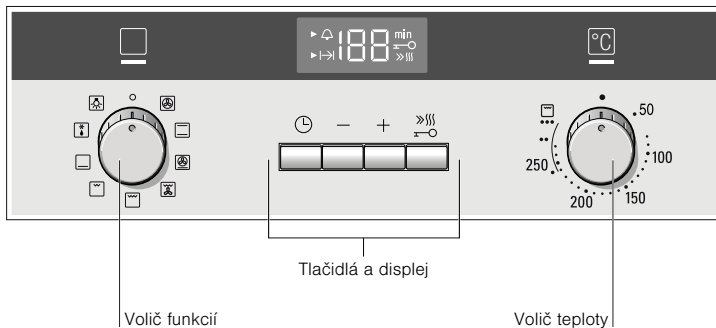 188 min
°C
50
100
150
200
250
Tlačidlá a displej
Volič funkcií
Volič teploty